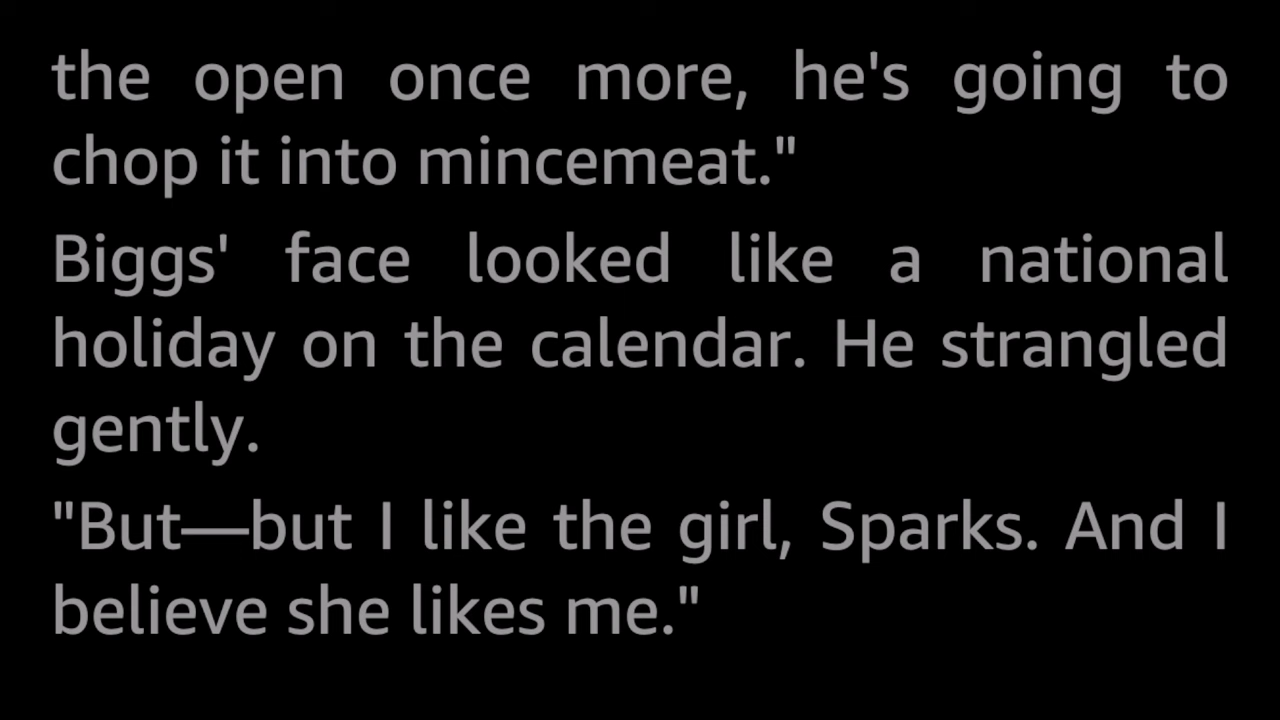 the open once more, he's going to
chop it into mincemeat."
Biggs' face looked like a national
holiday on the calendar. He strangled
gently.
"But—but I like the girl, Sparks. And I
believe she likes me."